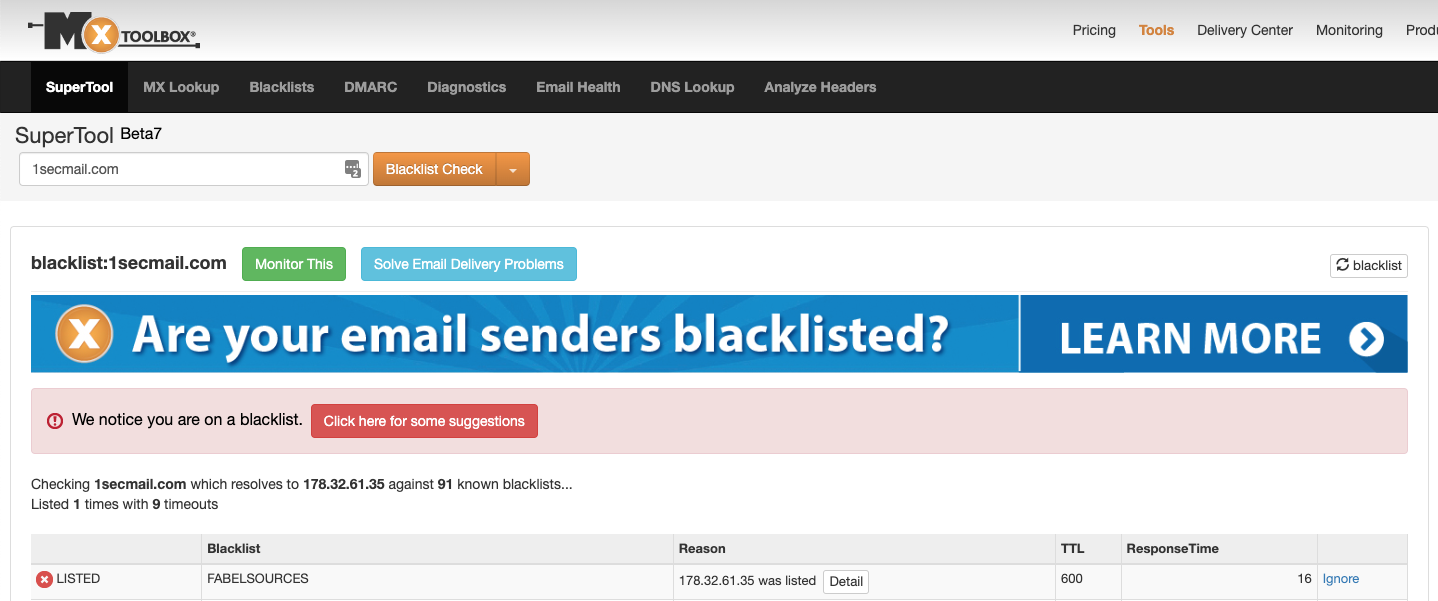 MX TOOLBOX®
Pricing Tools Delivery Center Monitoring Produ
SuperTool MX Lookup Blacklists DMARC Diagnostics Email Health DNS Lookup Analyze Headers
SuperTool Beta7
1secmail.com 2 Blacklist Check
blacklist:1secmail.com Monitor This Solve Email Delivery Problems blacklist
X Are your email senders blacklisted? LEARN MORE
We notice you are on a blacklist. Click here for some suggestions
Checking 1secmail.com which resolves to 178.32.61.35 against 91 known blacklists...
Listed 1 times with 9 timeouts
Blacklist Reason TTL ResponseTime
LISTED FABELSOURCES 178.32.61.35 was listed Detail 600 16 Ignore